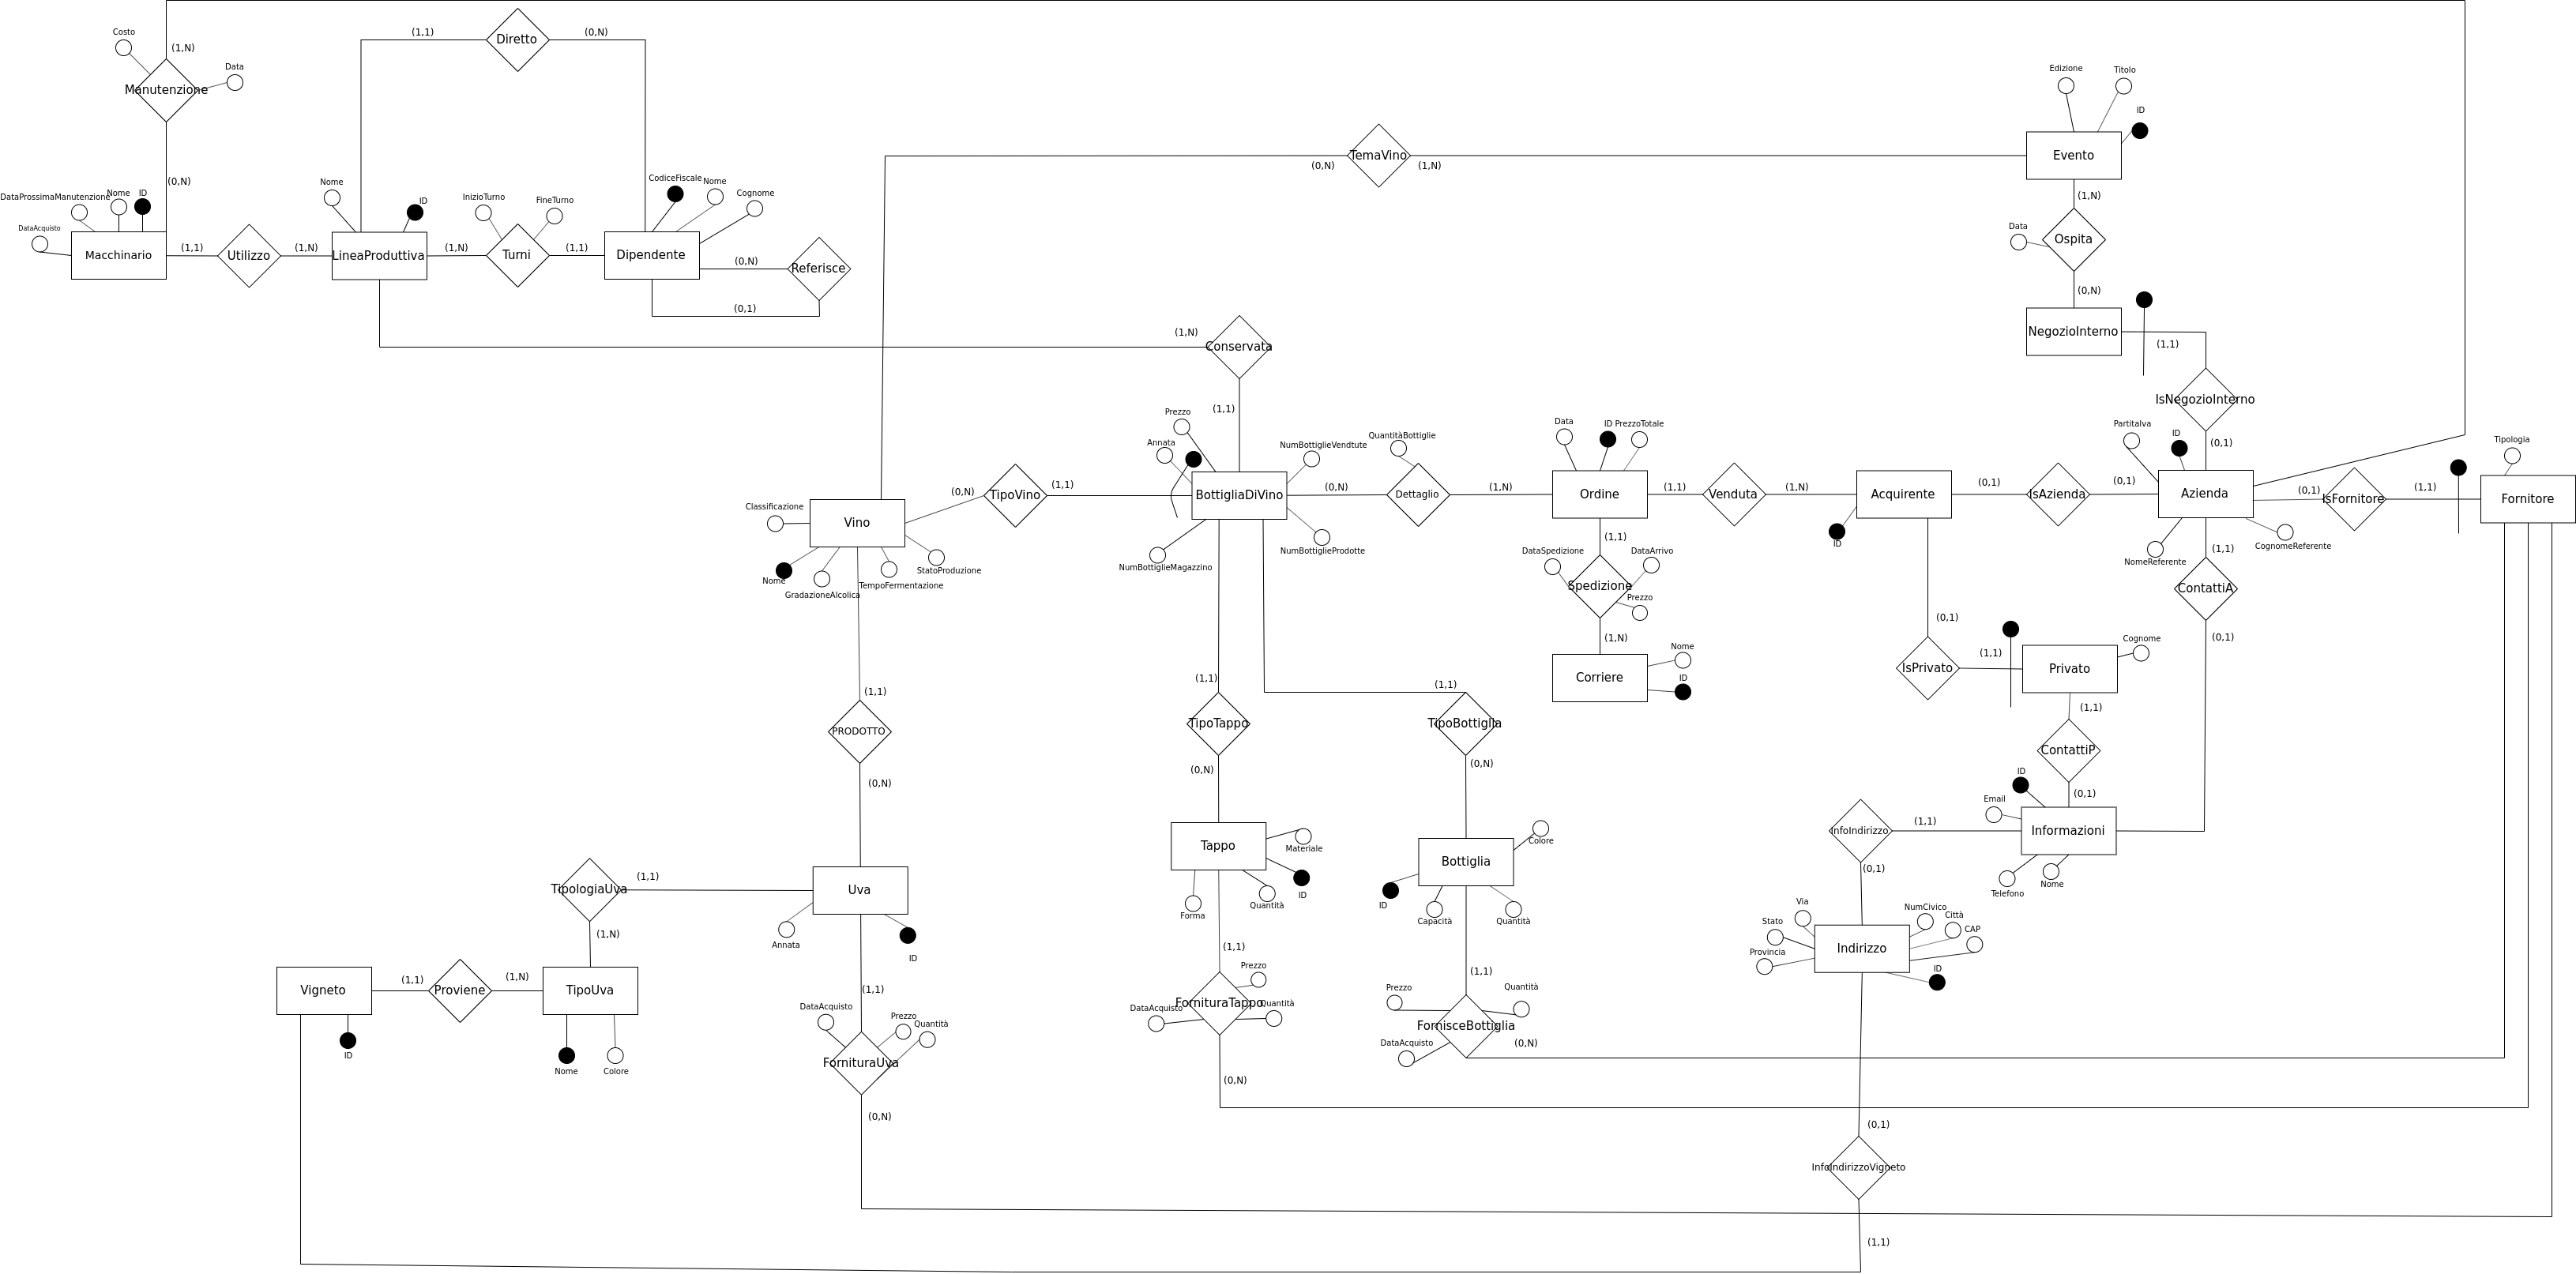 Diretto
(1,1)
(0,N)
Costo
(1,N)
Data
Manutenzione
(0,N)
DataProssimaManutenzione
Nome
ID
DataAcquisto
Macchinario
(1,1)
Utilizzo
(1,N)
Nome
ID
LineaProduttiva
(1,N)
InizioTurno
FineTurno
Turni
(1,1)
CodiceFiscale
Nome
Cognome
Dipendente
(0,N)
Referisce
(0,1)
(0,N)
TemaVino
(1,N)
Edizione
Titolo
ID
Evento
(1,N)
Data
Ospita
(0,N)
NegozioInterno
(1,1)
IsNegozioInterno
(0,1)
(1,N)
Conservata
(1,1)
Prezzo
Annata
NumBottiglieVendtute
BottigliaDiVino
NumBottiglieMagazzino
NumBottiglieProdotte
(0,N)
TipoVino
(1,1)
Classificazione
Vino
Nome
GradazioneAlcolica
TempoFermentazione
StatoProduzione
(0,N)
QuantitàBottiglie
Dettaglio
(1,N)
Data
ID
PrezzoTotale
Ordine
(1,1)
Venduta
(1,N)
Acquirente
ID
(0,1)
IsAzienda
(0,1)
PartitaIva
ID
Azienda
NomeReferente
CognomeReferente
(0,1)
IsFornitore
(1,1)
Tipologia
Fornitore
(1,1)
ContattiA
(0,1)
(1,1)
DataSpedizione
DataArrivo
Spedizione
Prezzo
(1,N)
Corriere
Nome
ID
(0,1)
IsPrivato
(1,1)
Privato
Cognome
(1,1)
ContattiP
(0,1)
ID
Email
Informazioni
Telefono
Nome
InfoIndirizzo
(1,1)
(0,1)
Via
Stato
Provincia
NumCivico
Città
CAP
Indirizzo
ID
(1,1)
PRODOTTO
(0,N)
(1,1)
TipoTappo
(0,N)
(1,1)
TipoBottiglia
(0,N)
Tappo
Materiale
ID
Quantità
Forma
Bottiglia
Colore
ID
Capacità
Quantità
TipologiaUva
(1,1)
(1,N)
Uva
Annata
ID
Vigneto
ID
(1,1)
Proviene
(1,N)
TipoUva
Nome
Colore
(1,1)
DataAcquisto
Prezzo
Quantità
FornituraUva
(0,N)
(1,1)
Prezzo
DataAcquisto
FornituraTappo
Quantità
(0,N)
(1,1)
Prezzo
Quantità
FornisceBottiglia
DataAcquisto
(0,N)
(0,1)
InfoIndirizzoVigneto
(1,1)